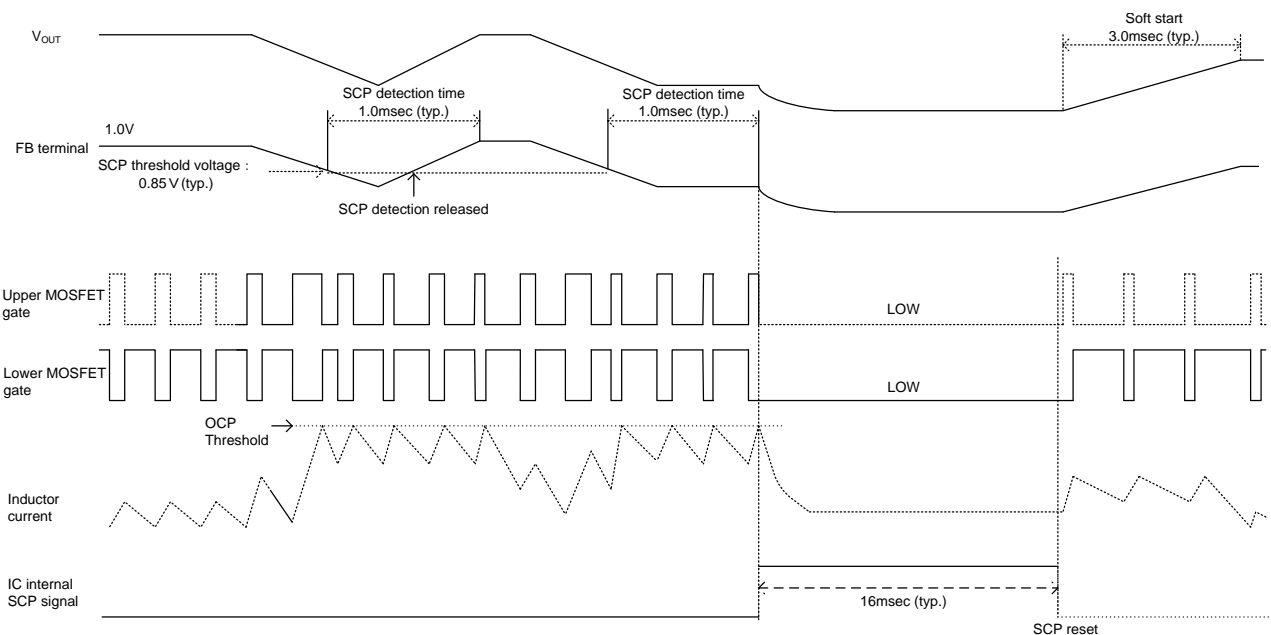 Soft start
3.0msec (typ.)
VOUT
SCP detection time
1.0msec (typ.)
SCP detection time
1.0msec (typ.)
1.0V
FB terminal
SCP threshold voltage :
0.85 V (typ.)
SCP detection released
Upper MOSFET
gate
LOW
Lower MOSFET
gate
LOW
OCP
Threshold
Inductor
current
IC internal
SCP signal
16msec (typ.)
SCP reset